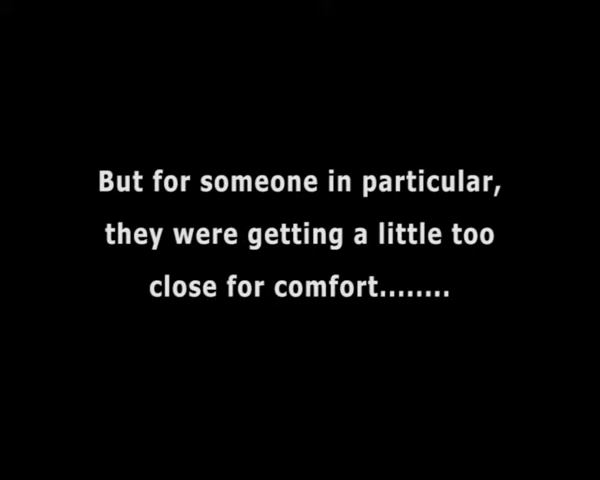 But for someone in particular,
they were getting a little too
close for comfort........